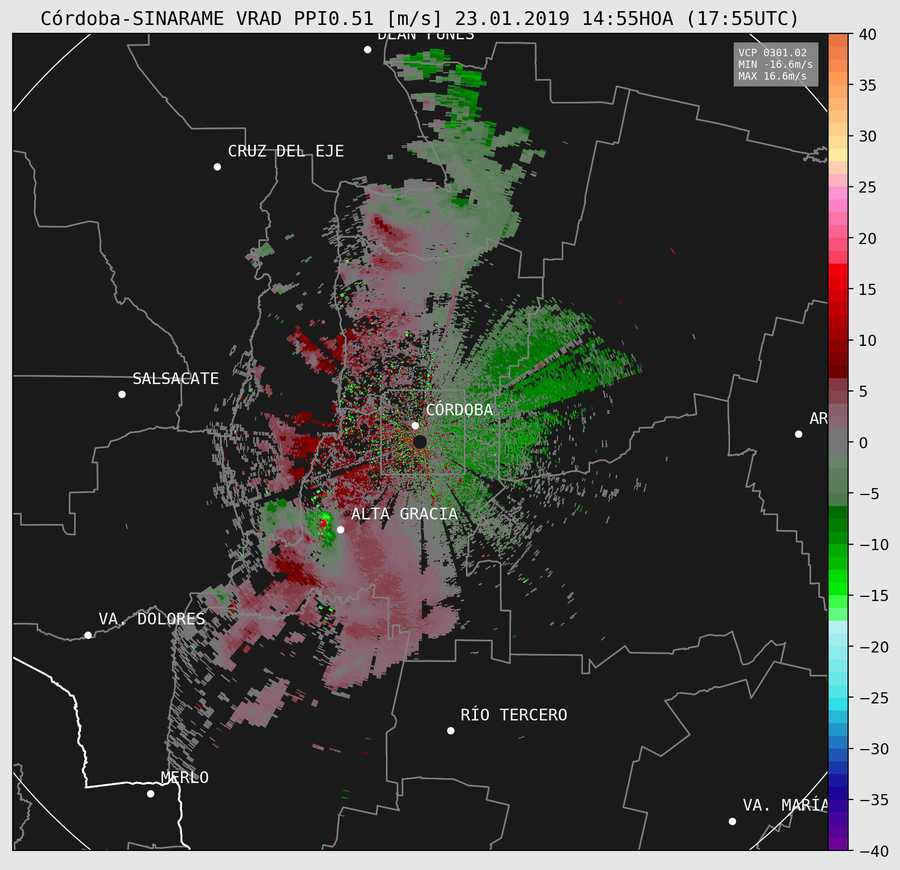 Córdoba-SINARAME VRAD PPI0.51 [m/s] 23.01.2019 14:55HOA (17:55UTC)
DEAN FUNES
VCP 0301.02
MIN -16.6m/s
MAX 16.6m/s
CRUZ DEL EJE
SALSACATE
CÓRDOBA
AR
ALTA GRACIA
VA. DOLORES
RÍO TERCERO
MERLO
VA. MARÍA
40
35
30
25
20
15
10
5
0
−5
−10
−15
−20
−25
−30
−35
−40